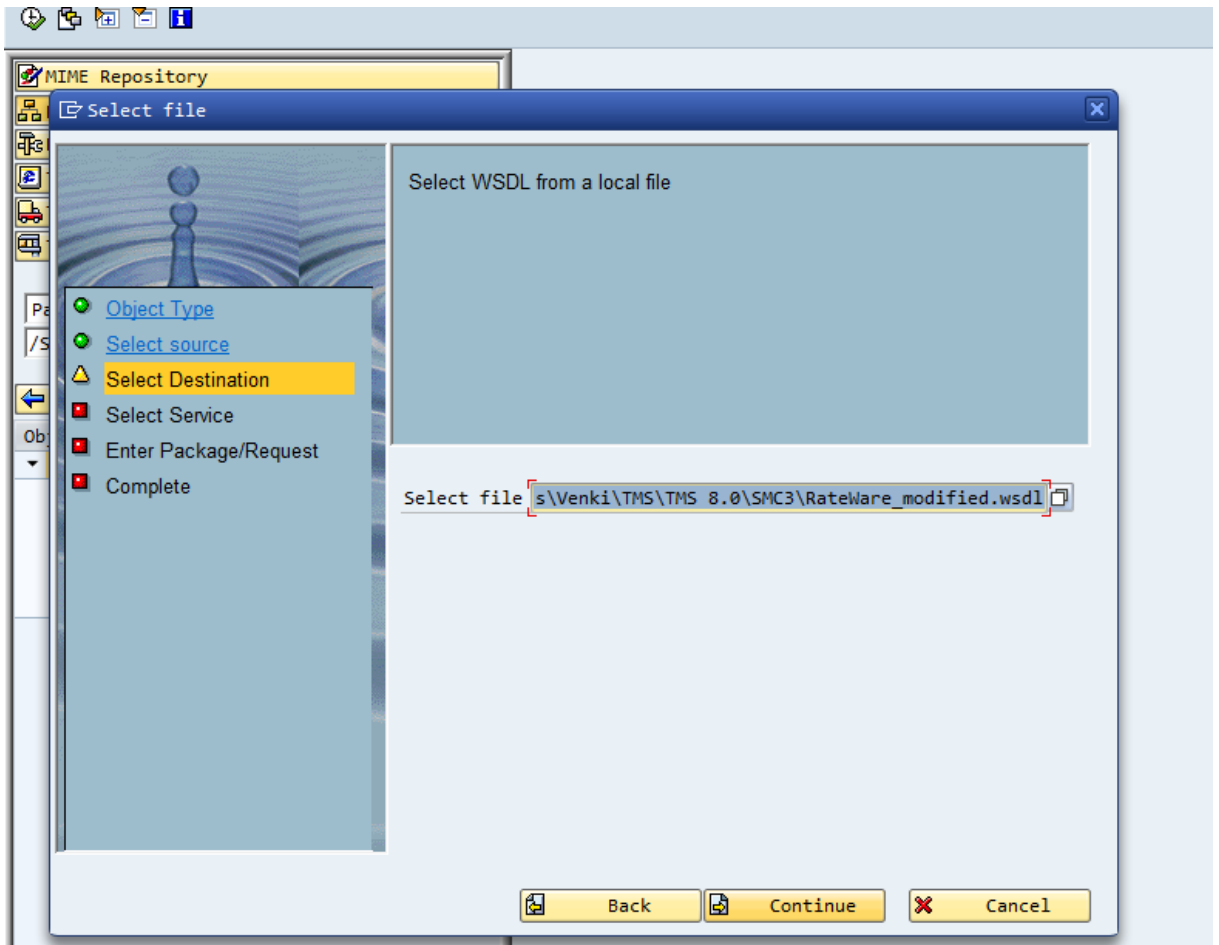 MIME Repository
Select file
Select WSDL from a local file
Object Type
Select source
Select Destination
Select Service
Enter Package/Request
Complete
Select file s\Venki\TMS\TMS 8.0\SMC3\RateWare_modified.wsdl
Back Continue Cancel